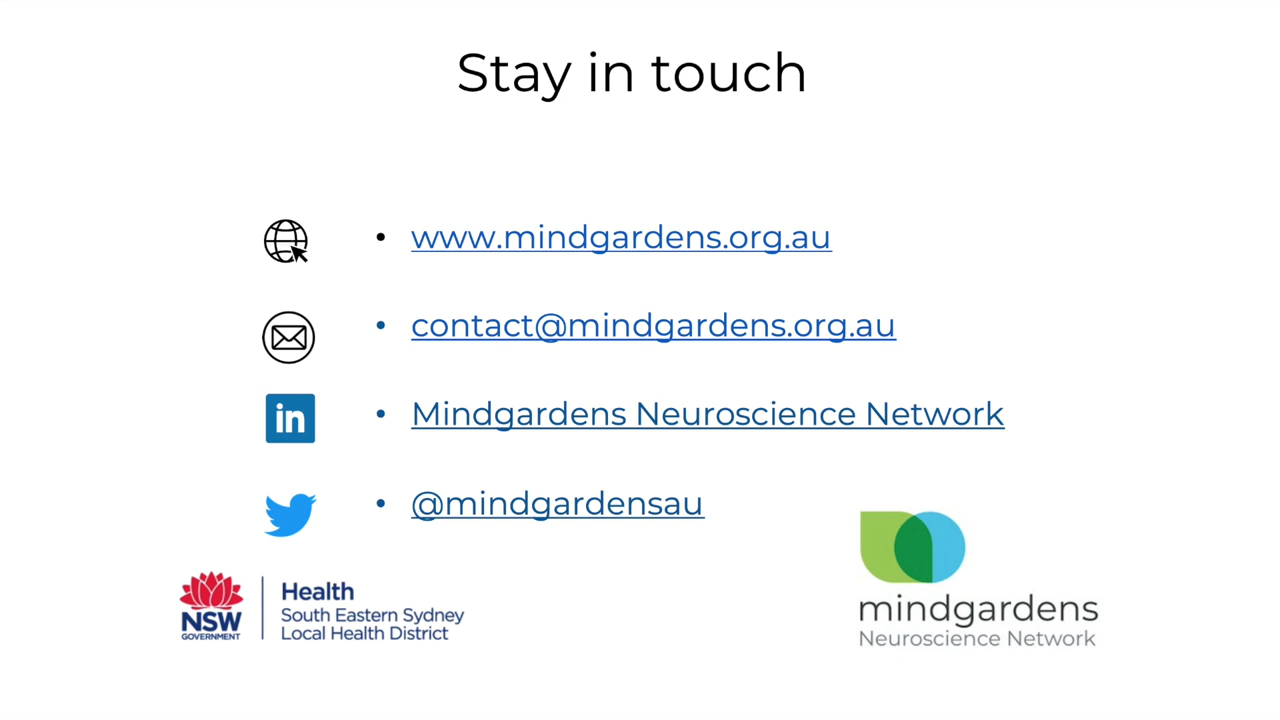 Stay in touch
• www.mindgardens.org.au
• contact@mindgardens.org.au
in
• Mindgardens Neuroscience Network
• @mindgardensau
NSW
GOVERNMENT
Health
South Eastern Sydney
Local Health District
mindgardens
Neuroscience Network